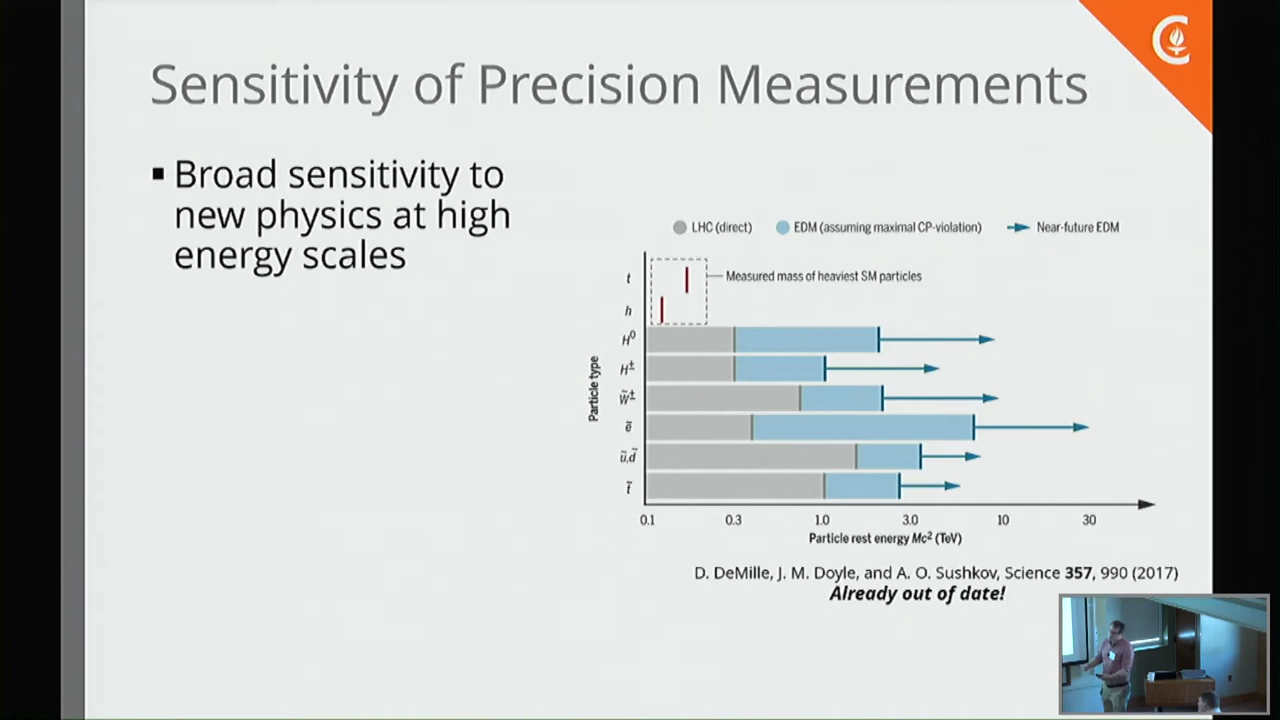 Sensitivity of Precision Measurements
▪ Broad sensitivity to
new physics at high
energy scales
LHC (direct)
EDM (assuming maximal CP-violation)
Near-future EDM
Measured mass of heaviest SM particles
Particle type
t
h
H⁰
H±
W̃±
ẽ
ũ,d̃
t̃
0.1 0.3 1.0 3.0 10 30
Particle rest energy Mc² (TeV)
D. DeMille, J. M. Doyle, and A. O. Sushkov, Science 357, 990 (2017)
Already out of date!